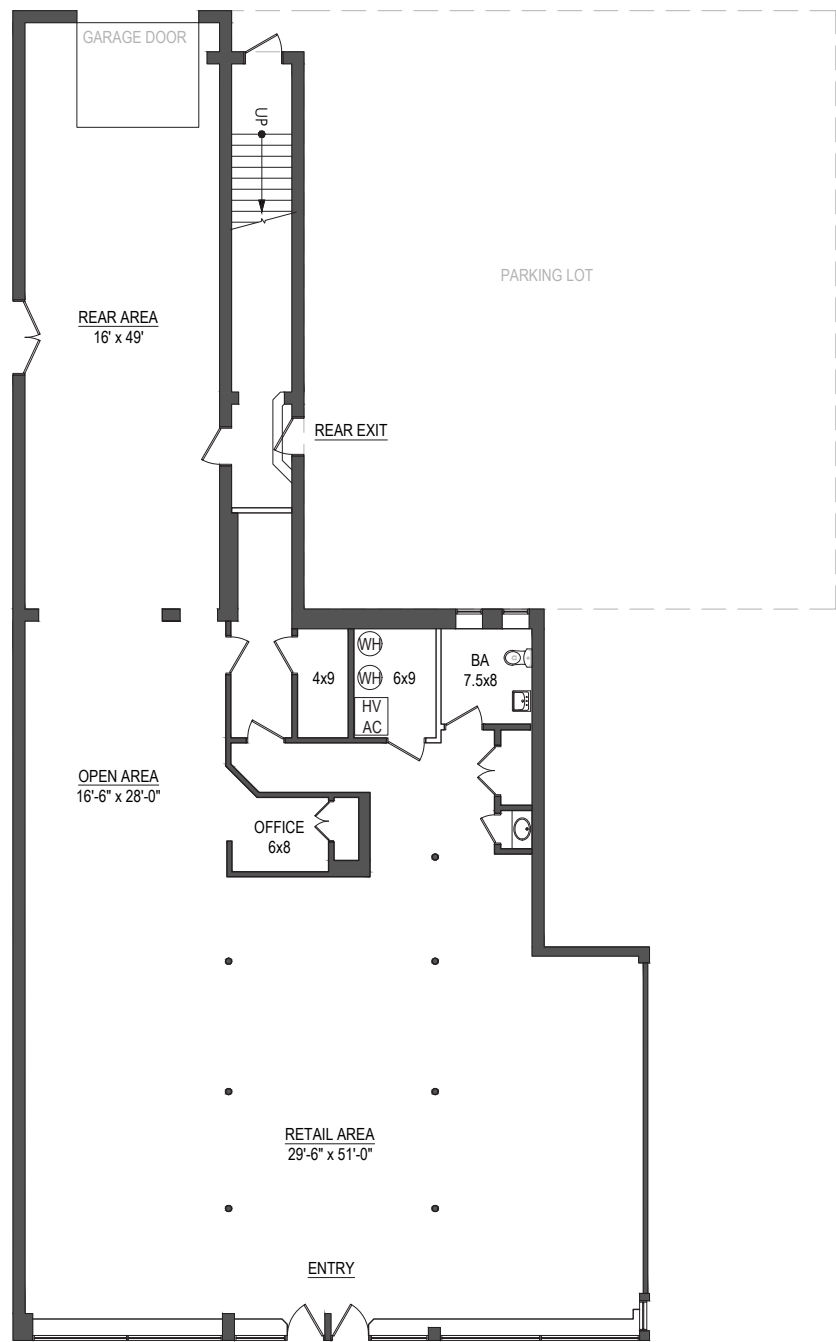 GARAGE DOOR
UP
PARKING LOT
REAR AREA
16' x 49'
REAR EXIT
WH
WH
HV
AC
4x9
6x9
BA
7.5x8
OPEN AREA
16'-6" x 28'-0"
OFFICE
6x8
RETAIL AREA
29'-6" x 51'-0"
ENTRY